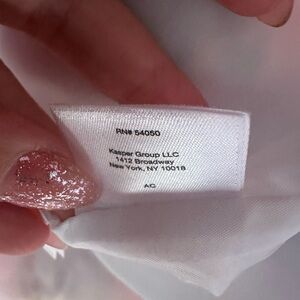 RN# 54050
Kasper Group LLC
1412 Broadway
New York, NY 10018
AC